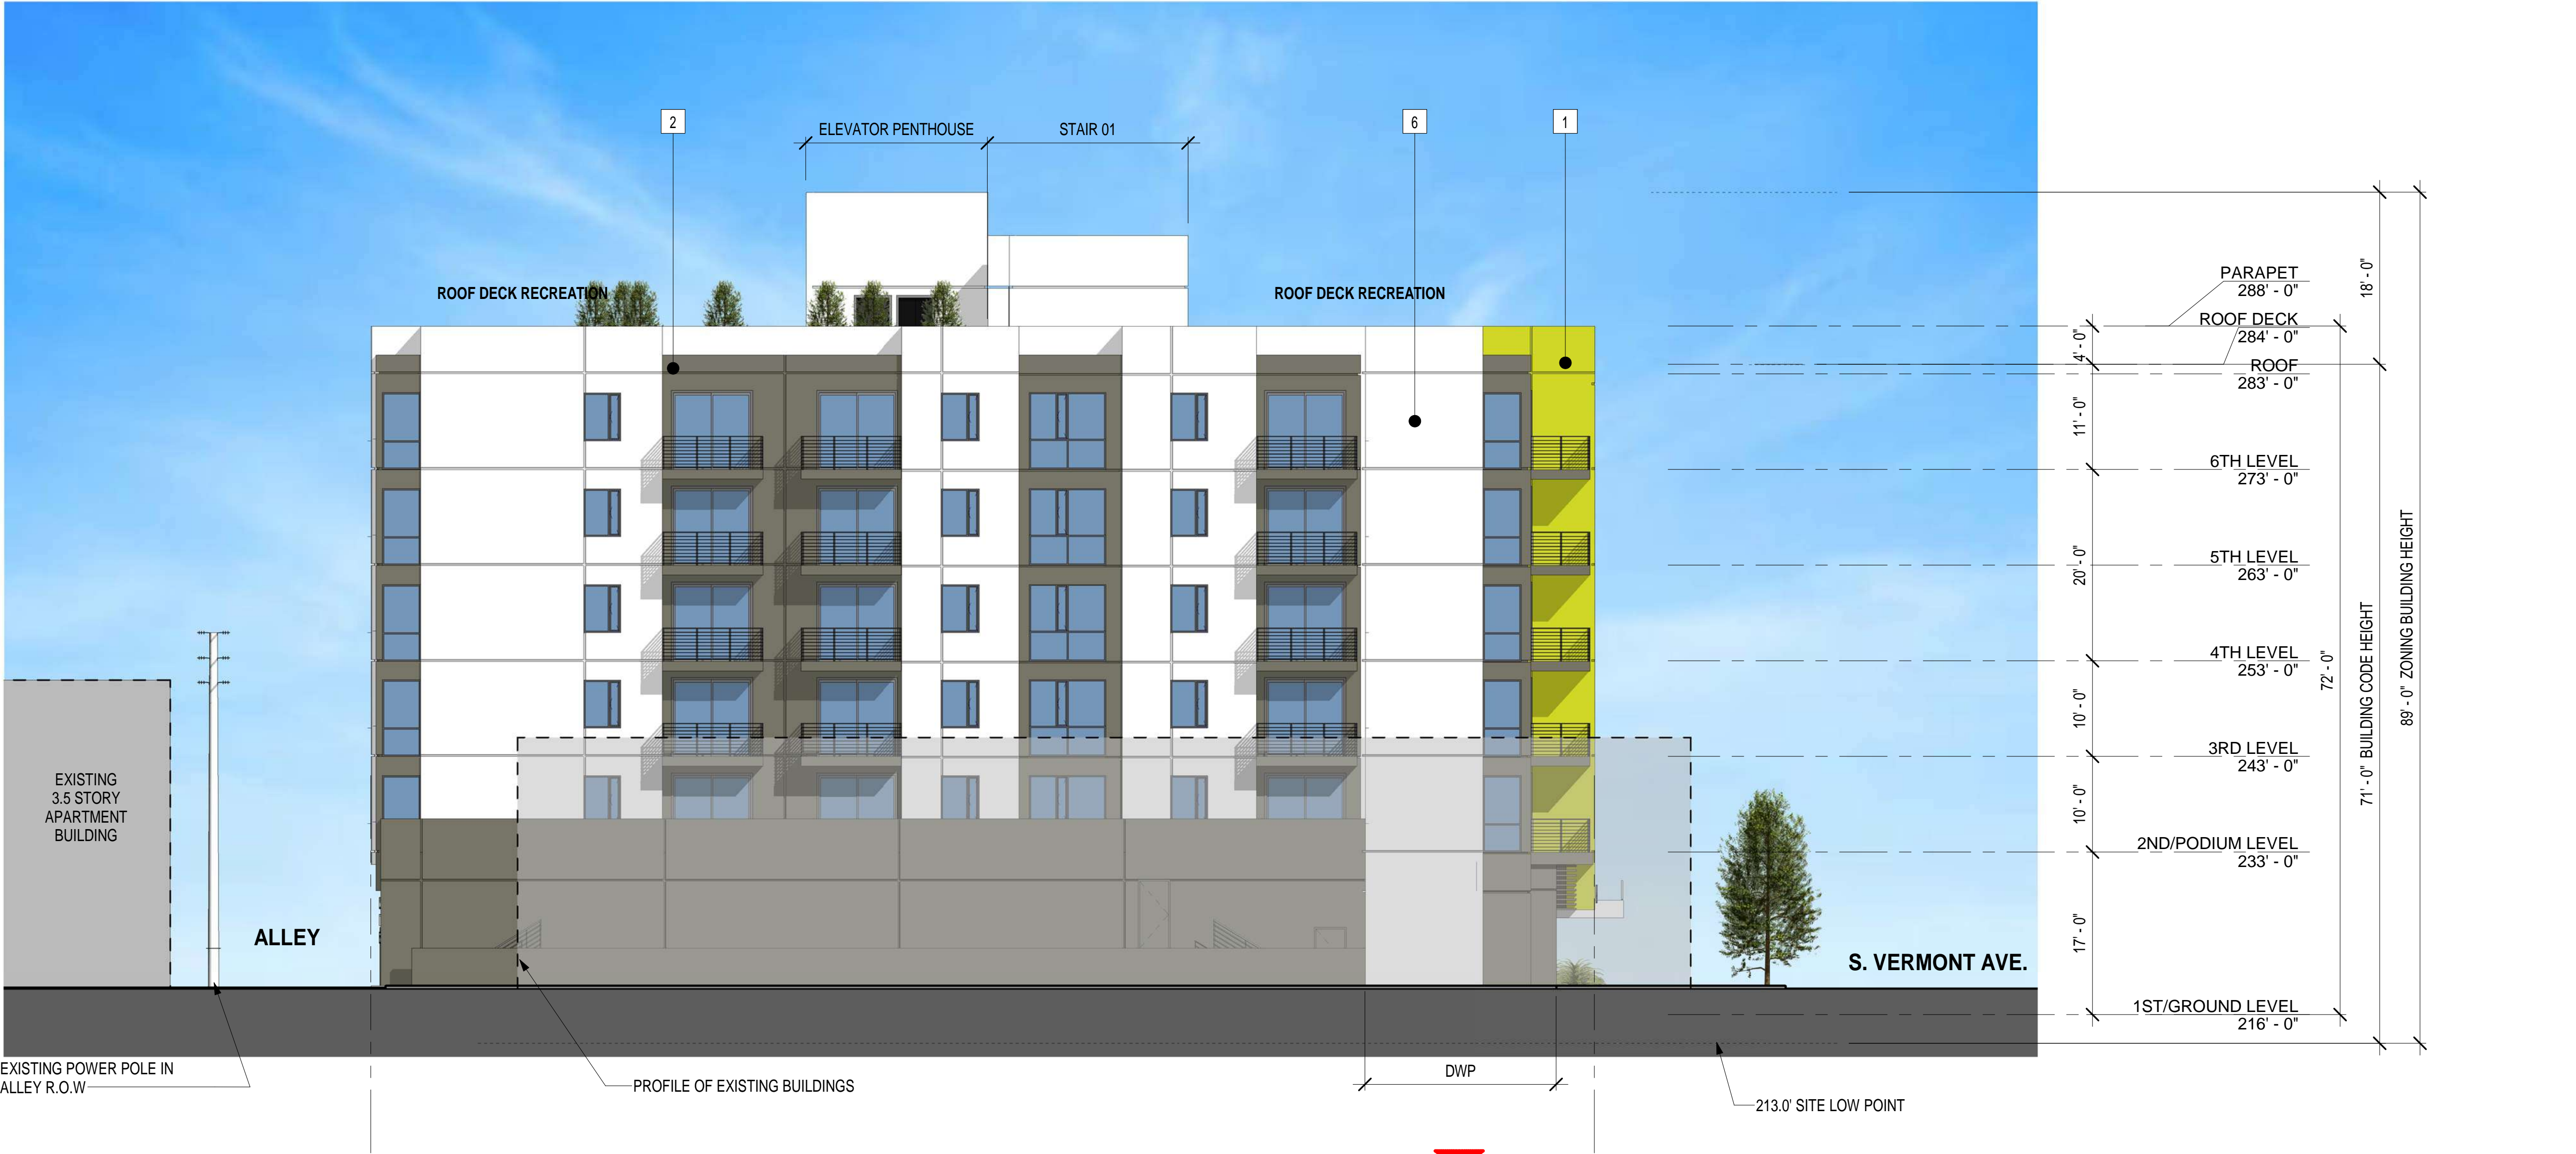 2
ELEVATOR PENTHOUSE
STAIR 01
6
1
ROOF DECK RECREATION
ROOF DECK RECREATION
PARAPET
288' - 0"
ROOF DECK
284' - 0"
ROOF
283' - 0"
6TH LEVEL
273' - 0"
5TH LEVEL
263' - 0"
4TH LEVEL
253' - 0"
3RD LEVEL
243' - 0"
2ND/PODIUM LEVEL
233' - 0"
1ST/GROUND LEVEL
216' - 0"
4' - 0"
11' - 0"
20' - 0"
10' - 0"
10' - 0"
17' - 0"
72' - 0"
18' - 0"
71' - 0" BUILDING CODE HEIGHT
89' - 0" ZONING BUILDING HEIGHT
EXISTING
3.5 STORY
APARTMENT
BUILDING
ALLEY
S. VERMONT AVE.
EXISTING POWER POLE IN
ALLEY R.O.W
PROFILE OF EXISTING BUILDINGS
DWP
213.0' SITE LOW POINT